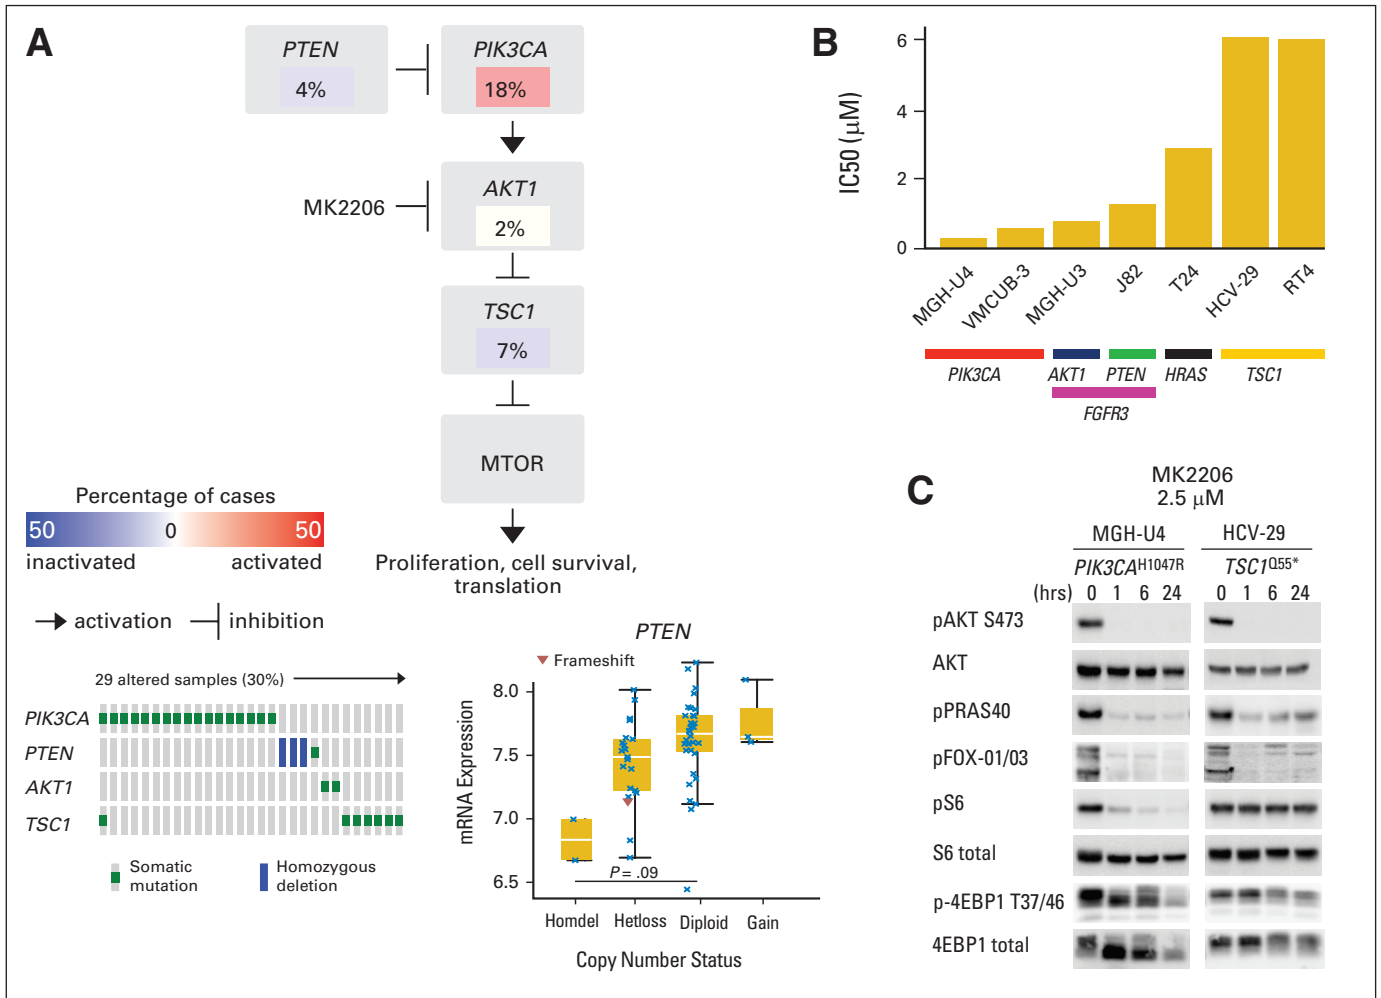 A
PTEN
4%
PIK3CA
18%
MK2206
AKT1
2%
TSC1
7%
MTOR
Proliferation, cell survival,
translation
Percentage of cases
50 0 50
inactivated activated
activation inhibition
29 altered samples (30%)
PIK3CA
PTEN
AKT1
TSC1
Somatic
mutation
Homozygous
deletion
PTEN
Frameshift
mRNA Expression
8.0
7.5
7.0
6.5
P = .09
Homdel Hetloss Diploid Gain
Copy Number Status
B
IC50 (μM)
6
4
2
0
MGH-U4 VMCUB-3 MGH-U3 J82 T24 HCV-29 RT4
PIK3CA AKT1 PTEN HRAS TSC1
FGFR3
C
MK2206
2.5 μM
MGH-U4 HCV-29
PIK3CAH1047R TSC1Q55*
(hrs) 0 1 6 24 0 1 6 24
pAKT S473
AKT
pPRAS40
pFOX-01/03
pS6
S6 total
p-4EBP1 T37/46
4EBP1 total